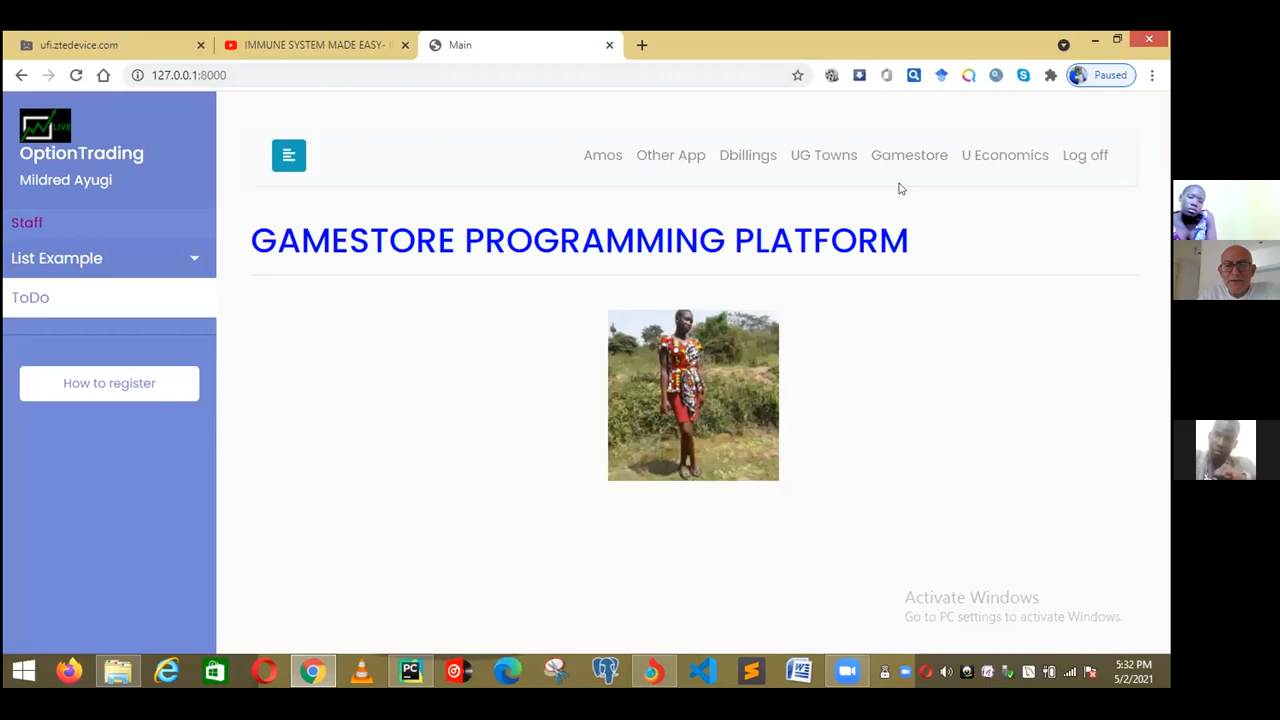 ufi.ztedevice.com
IMMUNE SYSTEM MADE EASY-
Main
127.0.0.1:8000
Paused
LIVE
OptionTrading
Mildred Ayugi
Staff
List Example
ToDo
How to register
Amos Other App Dbillings UG Towns Gamestore U Economics Log off
GAMESTORE PROGRAMMING PLATFORM
Activate Windows
Go to PC settings to activate Windows.
5:32 PM
5/2/2021